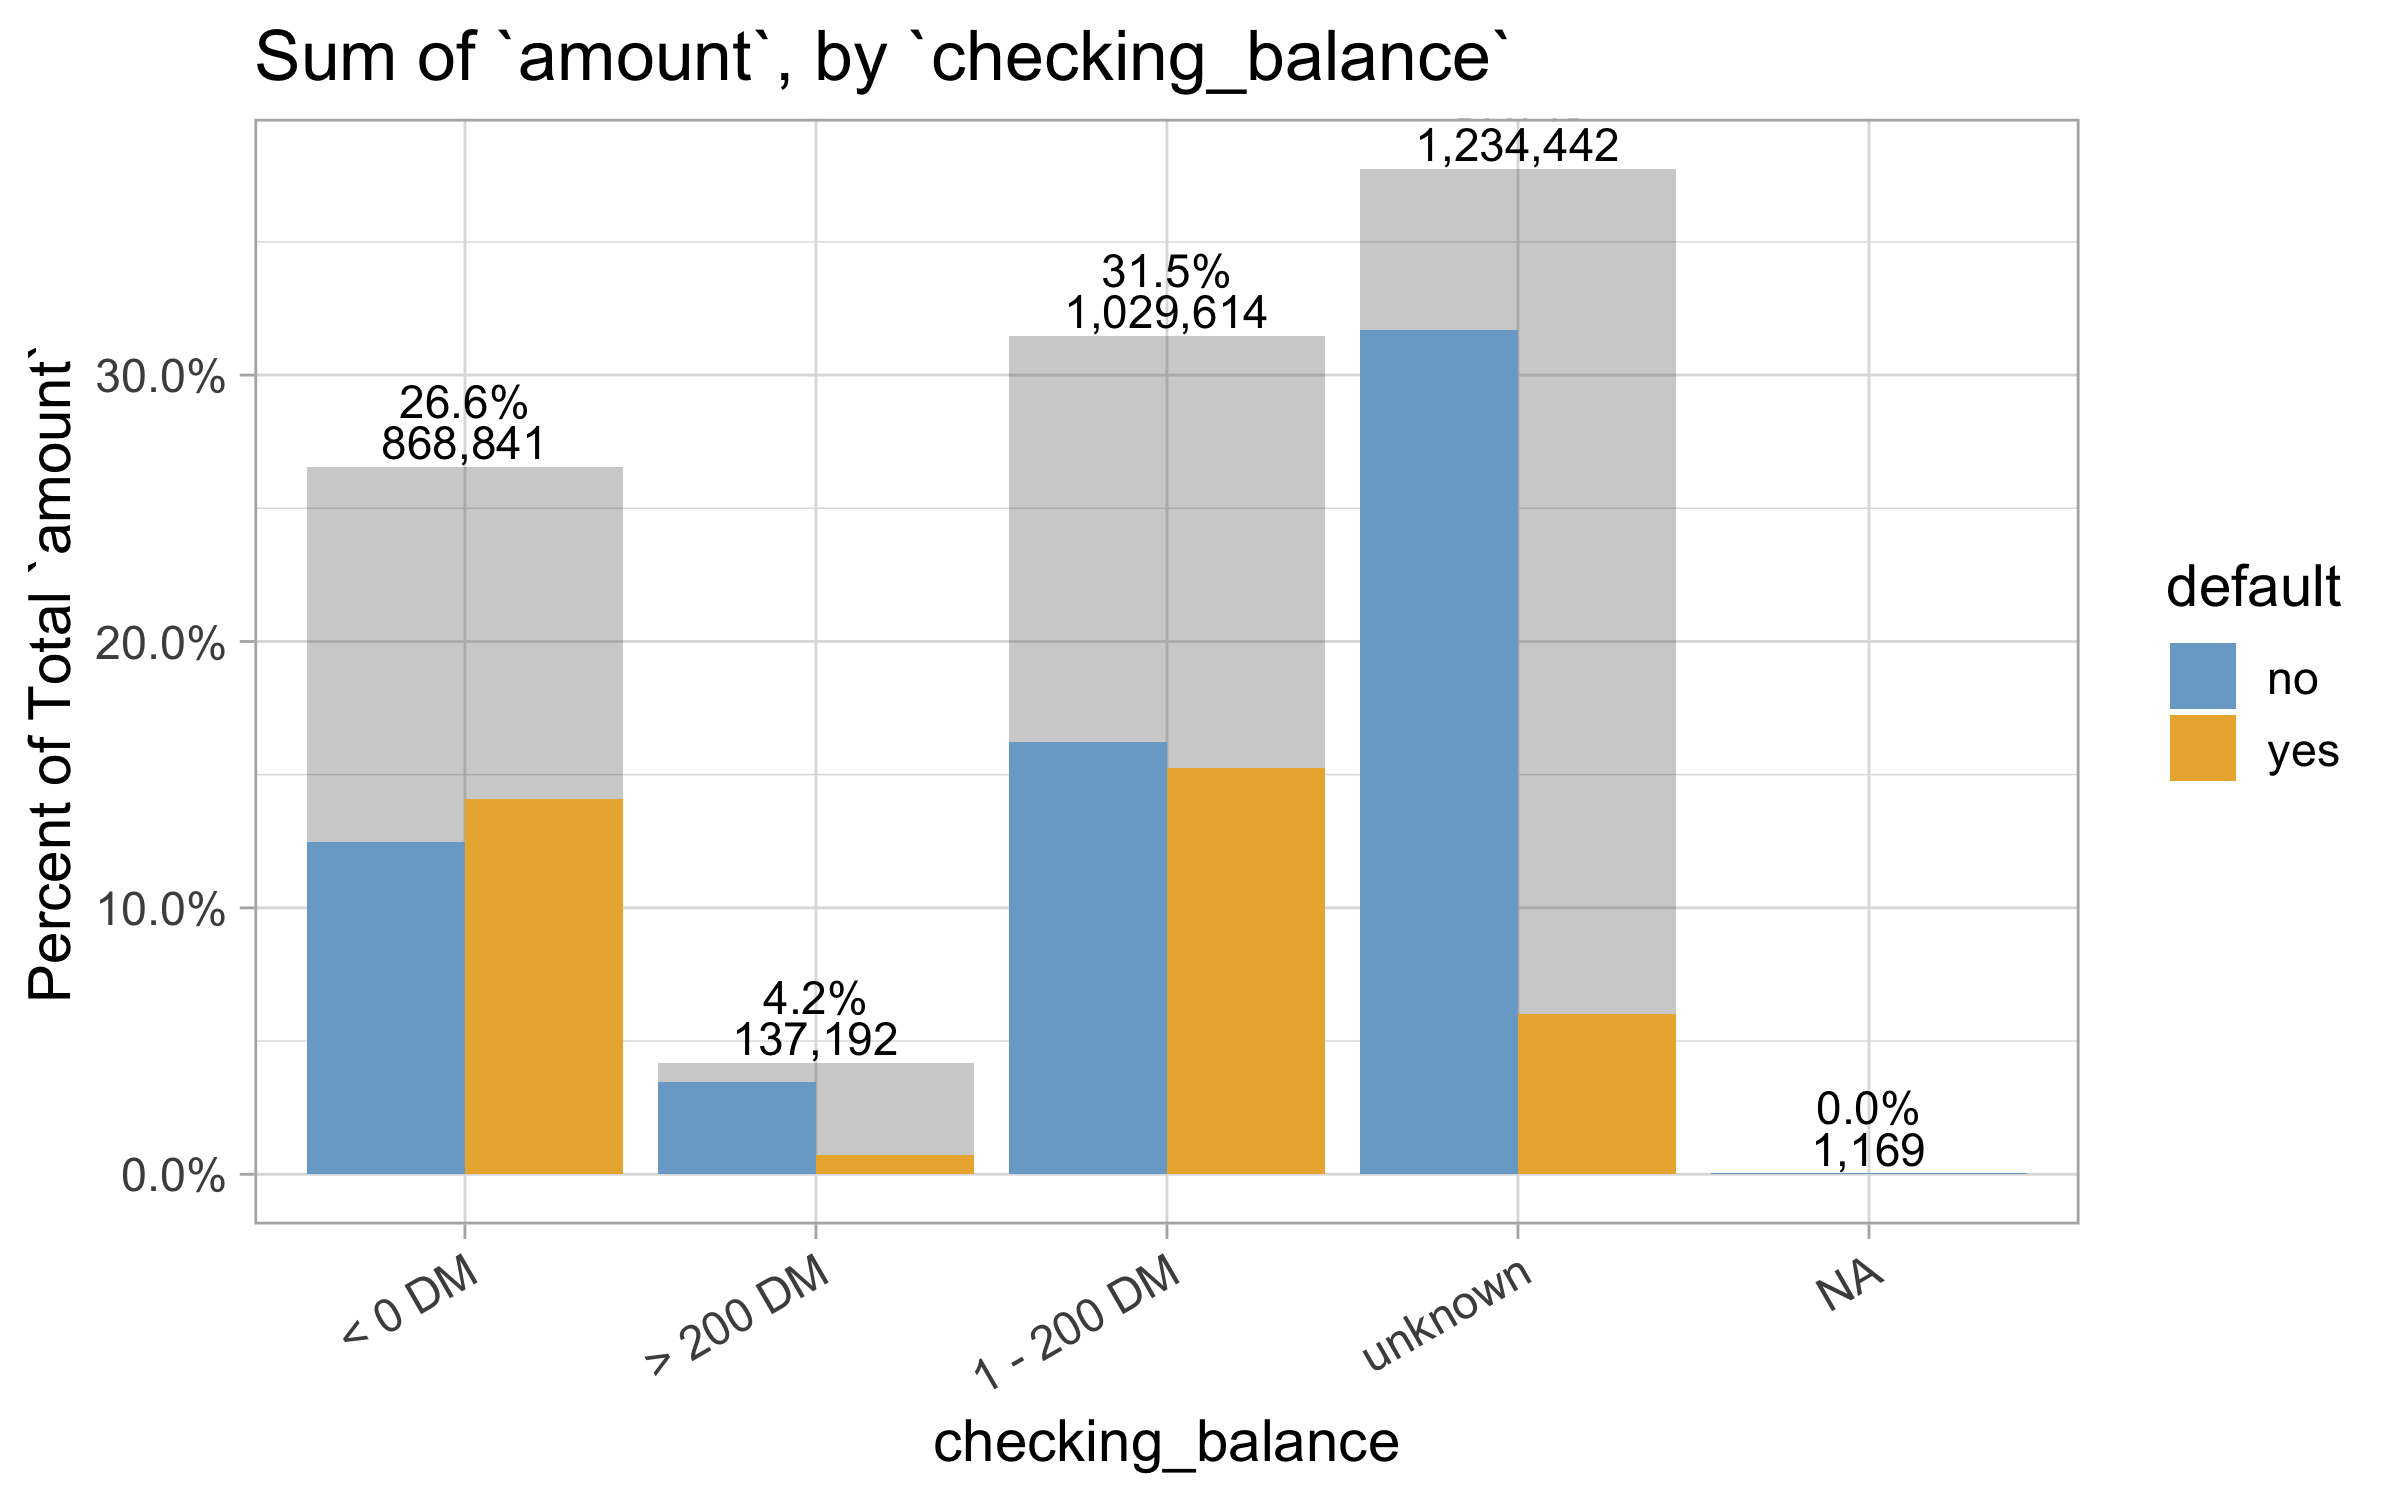 Sum of `amount`, by `checking_balance`
1,234,442
31.5%
1,029,614
26.6%
868,841
4.2%
137,192
0.0%
1,169
Percent of Total `amount`
30.0%
20.0%
10.0%
0.0%
default
no
yes
< 0 DM
> 200 DM
1 - 200 DM
unknown
NA
checking_balance